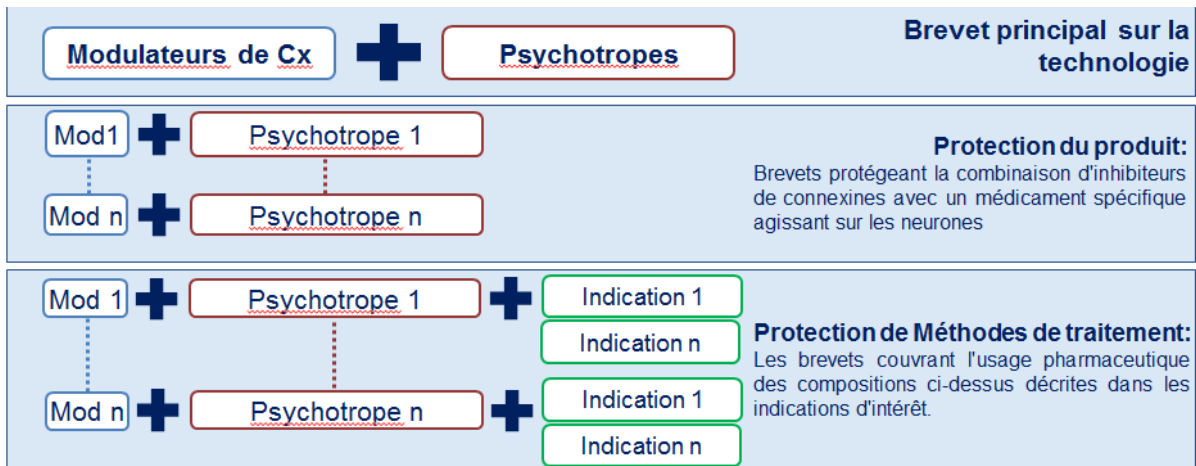 Modulateurs de Cx
Psychotropes
Brevet principal sur la
technologie
Mod1
Psychotrope 1
Mod n
Psychotrope n
Protection du produit:
Brevets protégeant la combinaison d'inhibiteurs
de connexines avec un médicament spécifique
agissant sur les neurones
Mod 1
Psychotrope 1
Indication 1
Indication n
Mod n
Psychotrope n
Indication 1
Indication n
Protection de Méthodes de traitement:
Les brevets couvrant l'usage pharmaceutique
des compositions ci-dessus décrites dans les
indications d'intérêt.